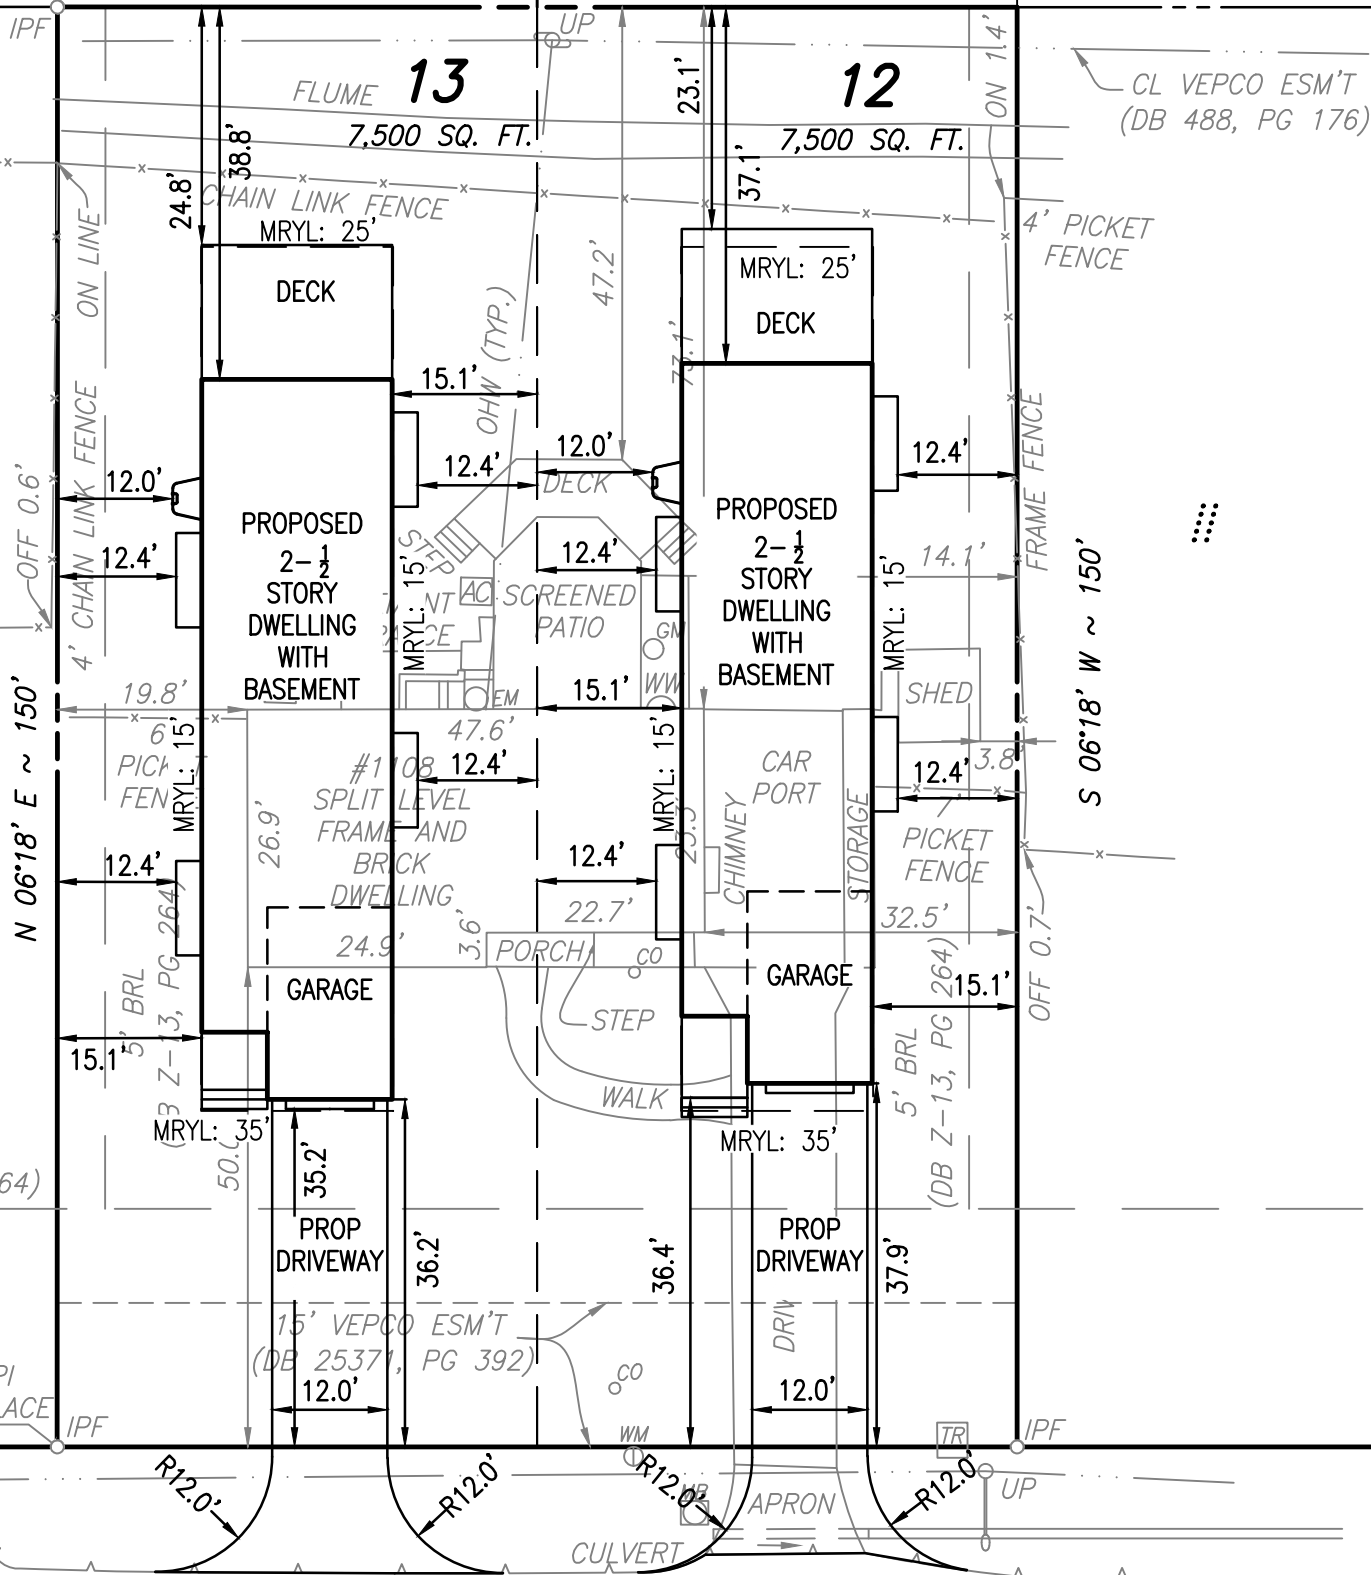 IPF
UP
13
7,500 SQ. FT.
12
7,500 SQ. FT.
FLUME
23.1'
ON 1.4'
CL VEPCO ESM'T
(DB 488, PG 176)
38.8'
24.8'
37.1'
CHAIN LINK FENCE
4' PICKET
FENCE
ON LINE
MRYL: 25'
DECK
47.2'
MRYL: 25'
DECK
OHW (TYP.)
73.1'
15.1'
12.0'
12.4'
DECK
12.4'
FRAME FENCE
OFF 0.6'
4' CHAIN LINK FENCE
12.0'
12.4'
PROPOSED
2-½
STORY
DWELLING
WITH
BASEMENT
STEP
MRYL: 15'
AC
SCREENED
PATIO
12.4'
GM
WW
EM
PROPOSED
2-½
STORY
DWELLING
WITH
BASEMENT
MRYL: 15'
14.1'
SHED
S 06°18' W ~ 150'
N 06°18' E ~ 150'
19.8'
15.1'
47.6'
6'
MRYL: 15'
#1108
SPLIT LEVEL
FRAME AND
BRICK
DWELLING
12.4'
MRYL: 15'
CAR
PORT
3.8'
12.4'
7'
PICKET
FENCE
26.9'
CHIMNEY
STORAGE
12.4'
12.4'
22.7'
32.5'
24.9'
3.6'
PORCH
CO
OFF 0.7'
GARAGE
GARAGE
15.1'
5' BRL
STEP
15.1'
5' BRL
(DB Z-13, PG 264)
WALK
MRYL: 35'
MRYL: 35'
35.2'
PROP
DRIVEWAY
36.2'
36.4'
PROP
DRIVEWAY
37.9'
15' VEPCO ESM'T
(DB 25371, PG 392)
12.0'
CO
12.0'
IPF
WM
TR
IPF
R12.0'
R12.0'
R12.0'
R12.0'
UP
APRON
CULVERT